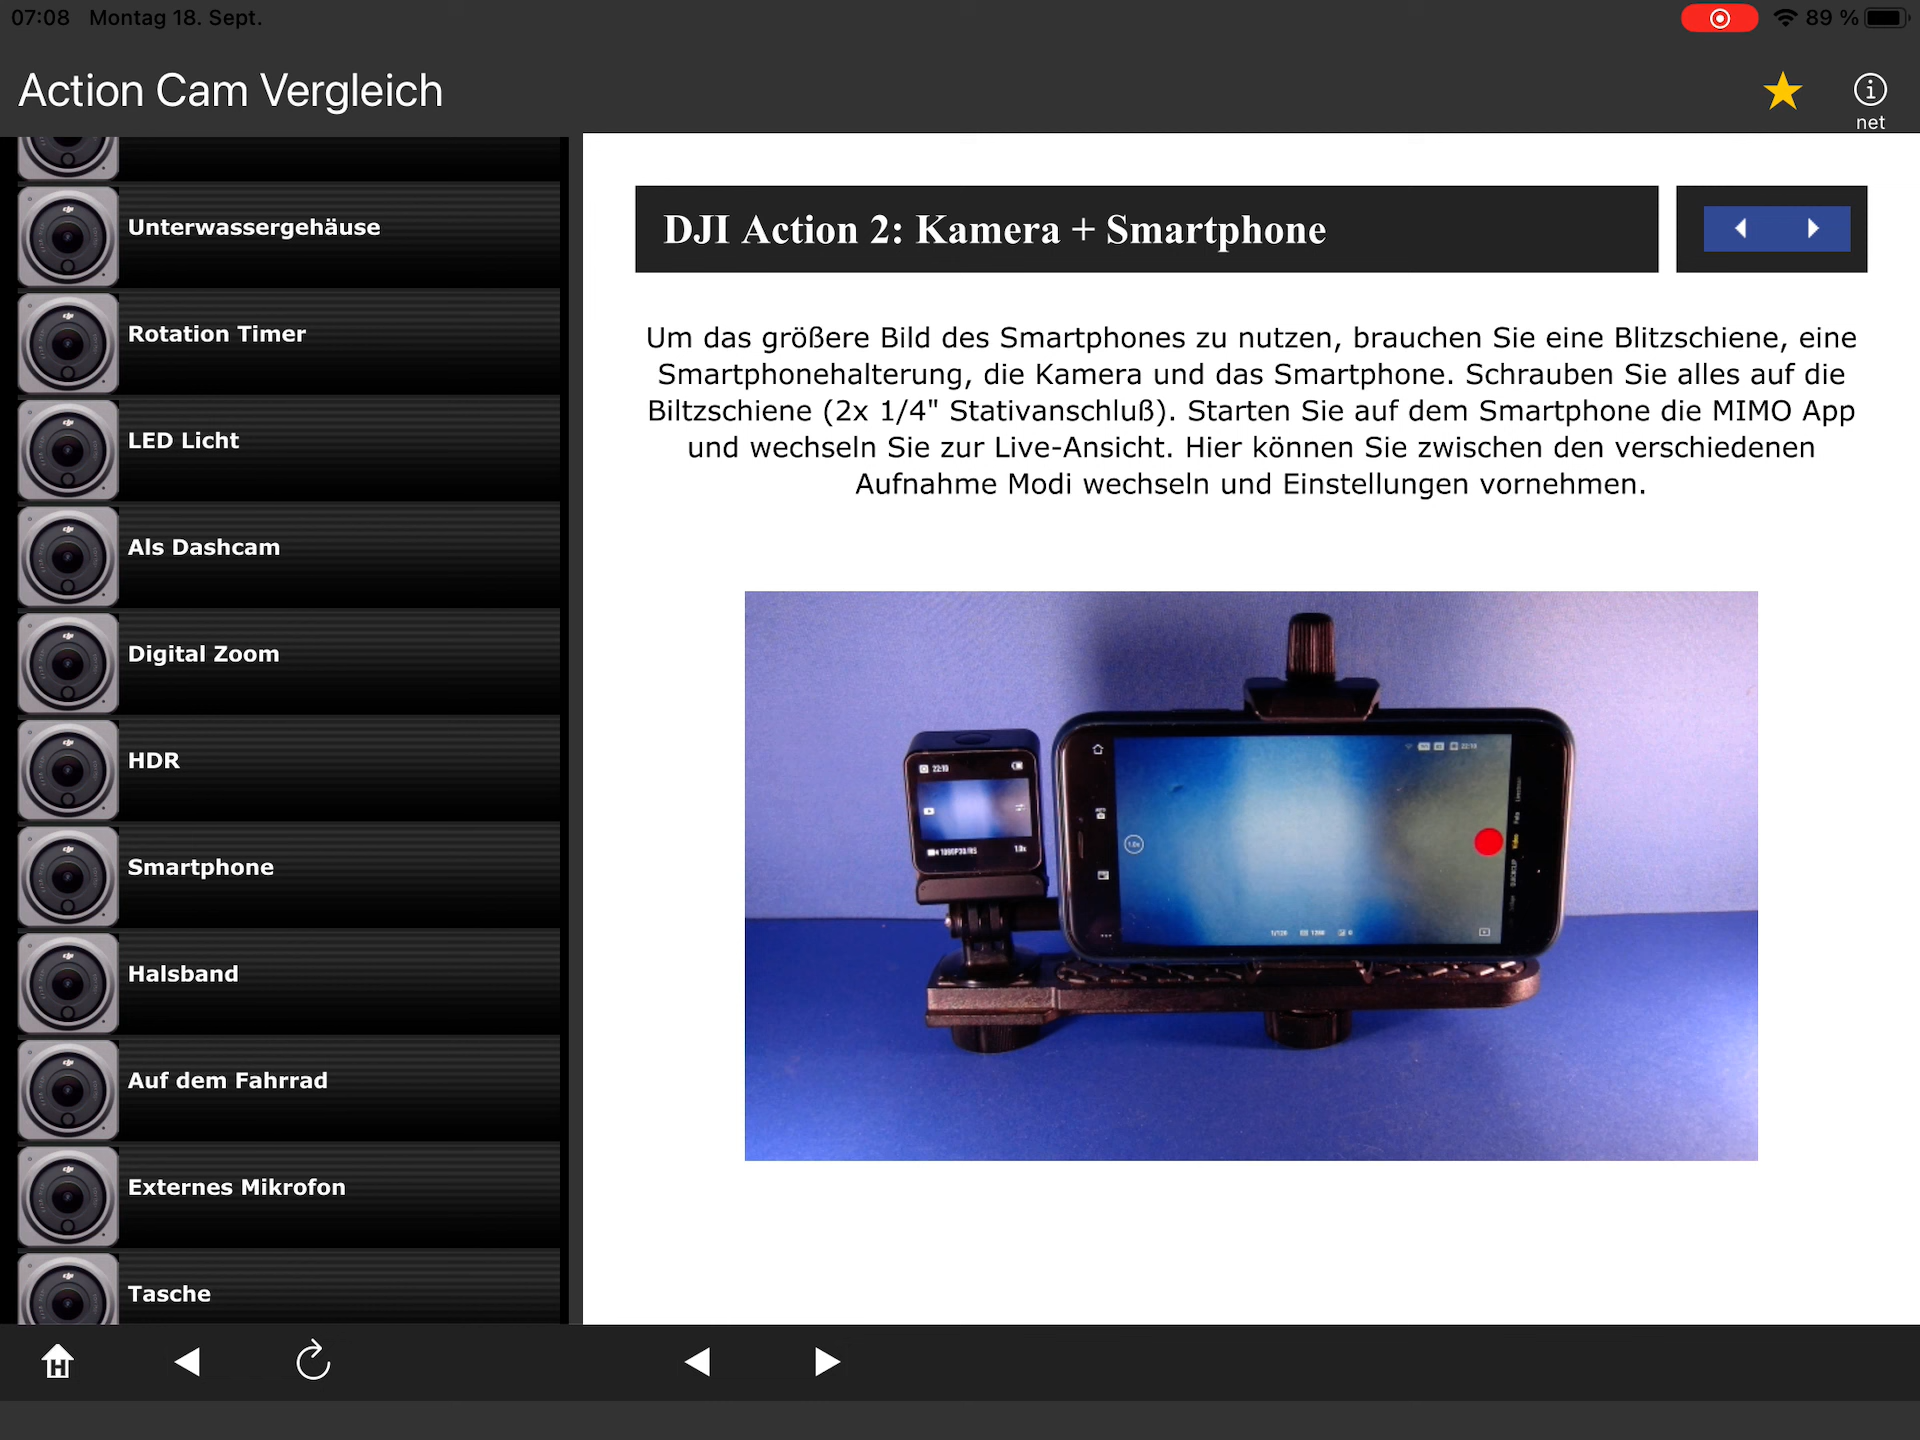 07:08 Montag 18. Sept.
89 %
Action Cam Vergleich
net
Unterwassergehäuse
Rotation Timer
LED Licht
Als Dashcam
Digital Zoom
HDR
Smartphone
Halsband
Auf dem Fahrrad
Externes Mikrofon
Tasche
DJI Action 2: Kamera + Smartphone
Um das größere Bild des Smartphones zu nutzen, brauchen Sie eine Blitzschiene, eine
Smartphonehalterung, die Kamera und das Smartphone. Schrauben Sie alles auf die
Biltzschiene (2x 1/4" Stativanschluß). Starten Sie auf dem Smartphone die MIMO App
und wechseln Sie zur Live-Ansicht. Hier können Sie zwischen den verschiedenen
Aufnahme Modi wechseln und Einstellungen vornehmen.